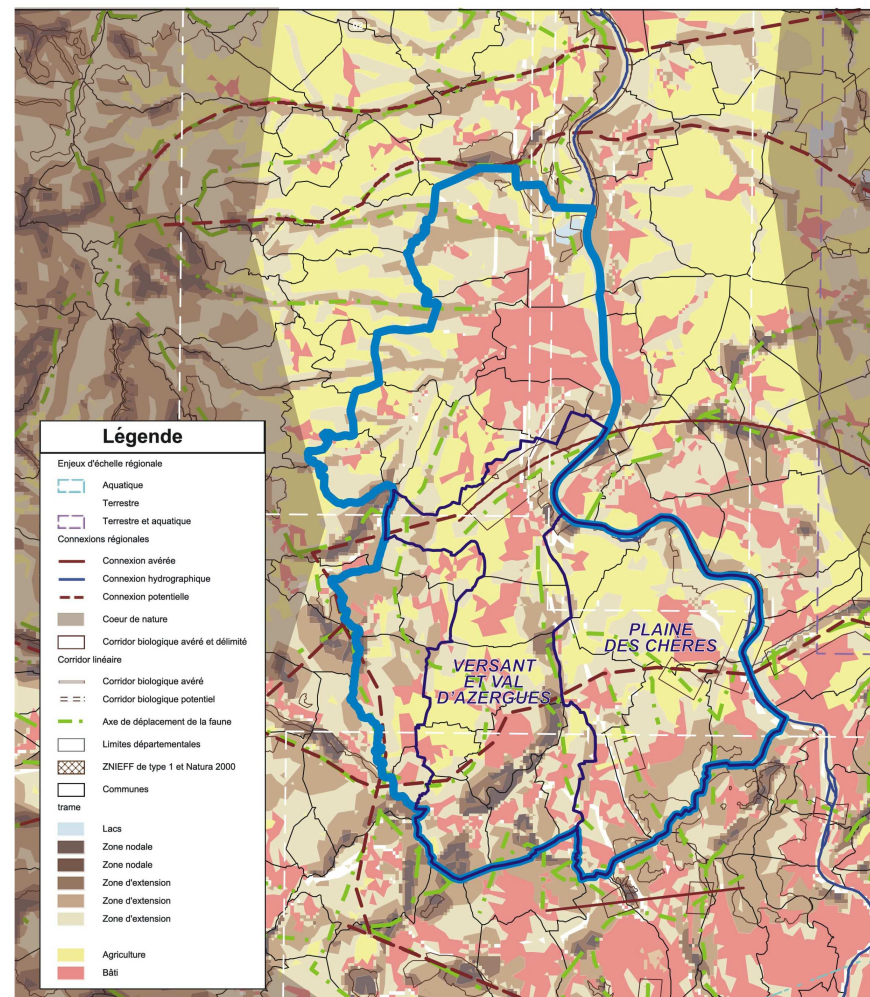 VERSANT
ET VAL
D'AZERGUES
PLAINE
DES CHÈRES
Légende
Enjeux d'échelle régionale
Aquatique
Terrestre
Terrestre et aquatique
Connexions régionales
Connexion avérée
Connexion hydrographique
Connexion potentielle
Coeur de nature
Corridor biologique avéré et délimité
Corridor linéaire
Corridor biologique avéré
Corridor biologique potentiel
Axe de déplacement de la faune
Limites départementales
ZNIEFF de type 1 et Natura 2000
Communes
trame
Lacs
Zone nodale
Zone nodale
Zone d'extension
Zone d'extension
Zone d'extension
Agriculture
Bâti